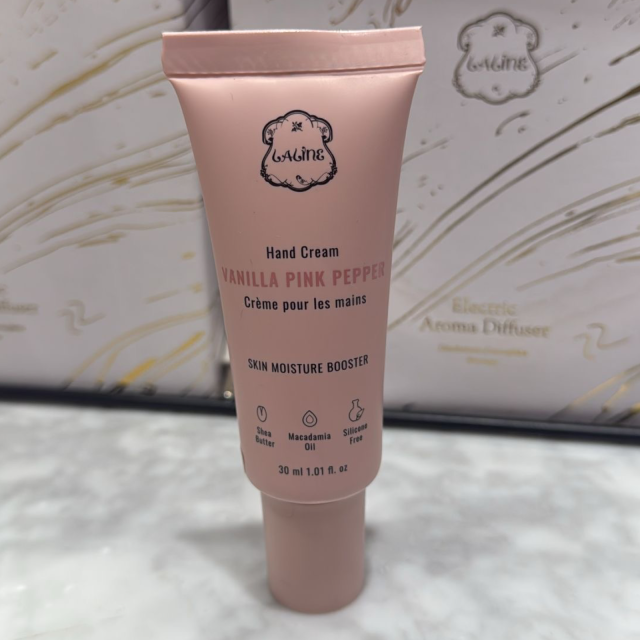 LALINE
LALINE
Hand Cream
VANILLA PINK PEPPER
Crème pour les mains
SKIN MOISTURE BOOSTER
Shea
Butter
Macadamia
Oil
Silicone
Free
30 ml 1.01 fl. oz
Electric
Aroma Diffuser